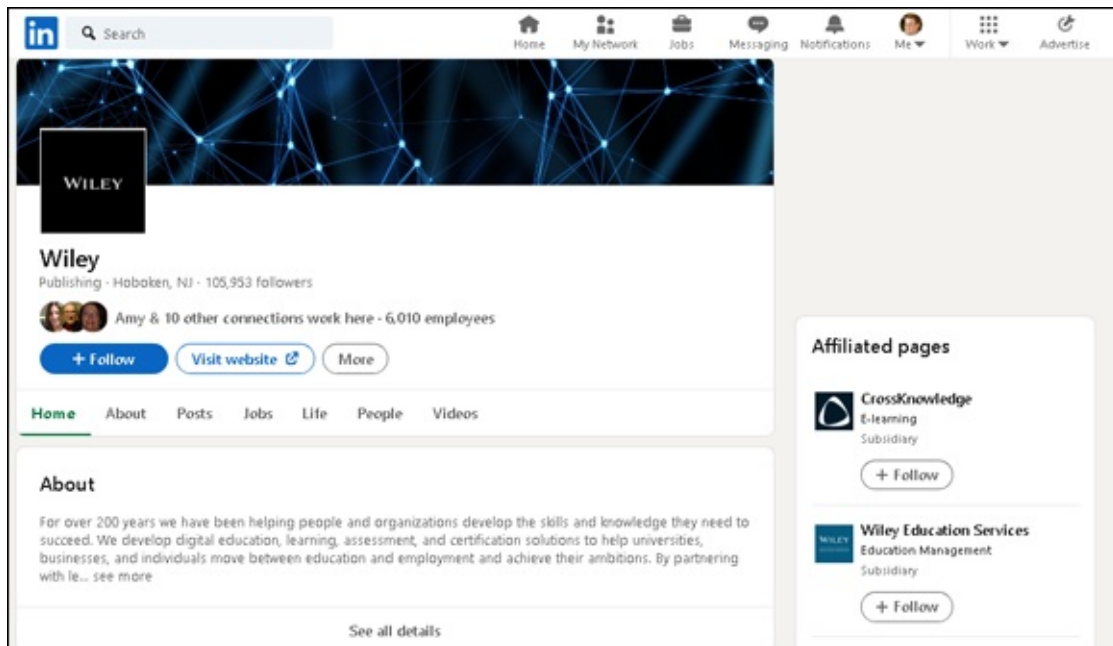 in
Search
Home
My Network
Jobs
Messaging
Notifications
Me
Work
Advertise
WILEY
Wiley
Publishing · Hoboken, NJ · 105,953 followers
Amy & 10 other connections work here · 6,010 employees
+ Follow
Visit website
More
Home
About
Posts
Jobs
Life
People
Videos
About
For over 200 years we have been helping people and organizations develop the skills and knowledge they need to
succeed. We develop digital education, learning, assessment, and certification solutions to help universities,
businesses, and individuals move between education and employment and achieve their ambitions. By partnering
with le... see more
See all details
Affiliated pages
CrossKnowledge
E-learning
Subsidiary
+ Follow
WILEY
Wiley Education Services
Education Management
Subsidiary
+ Follow